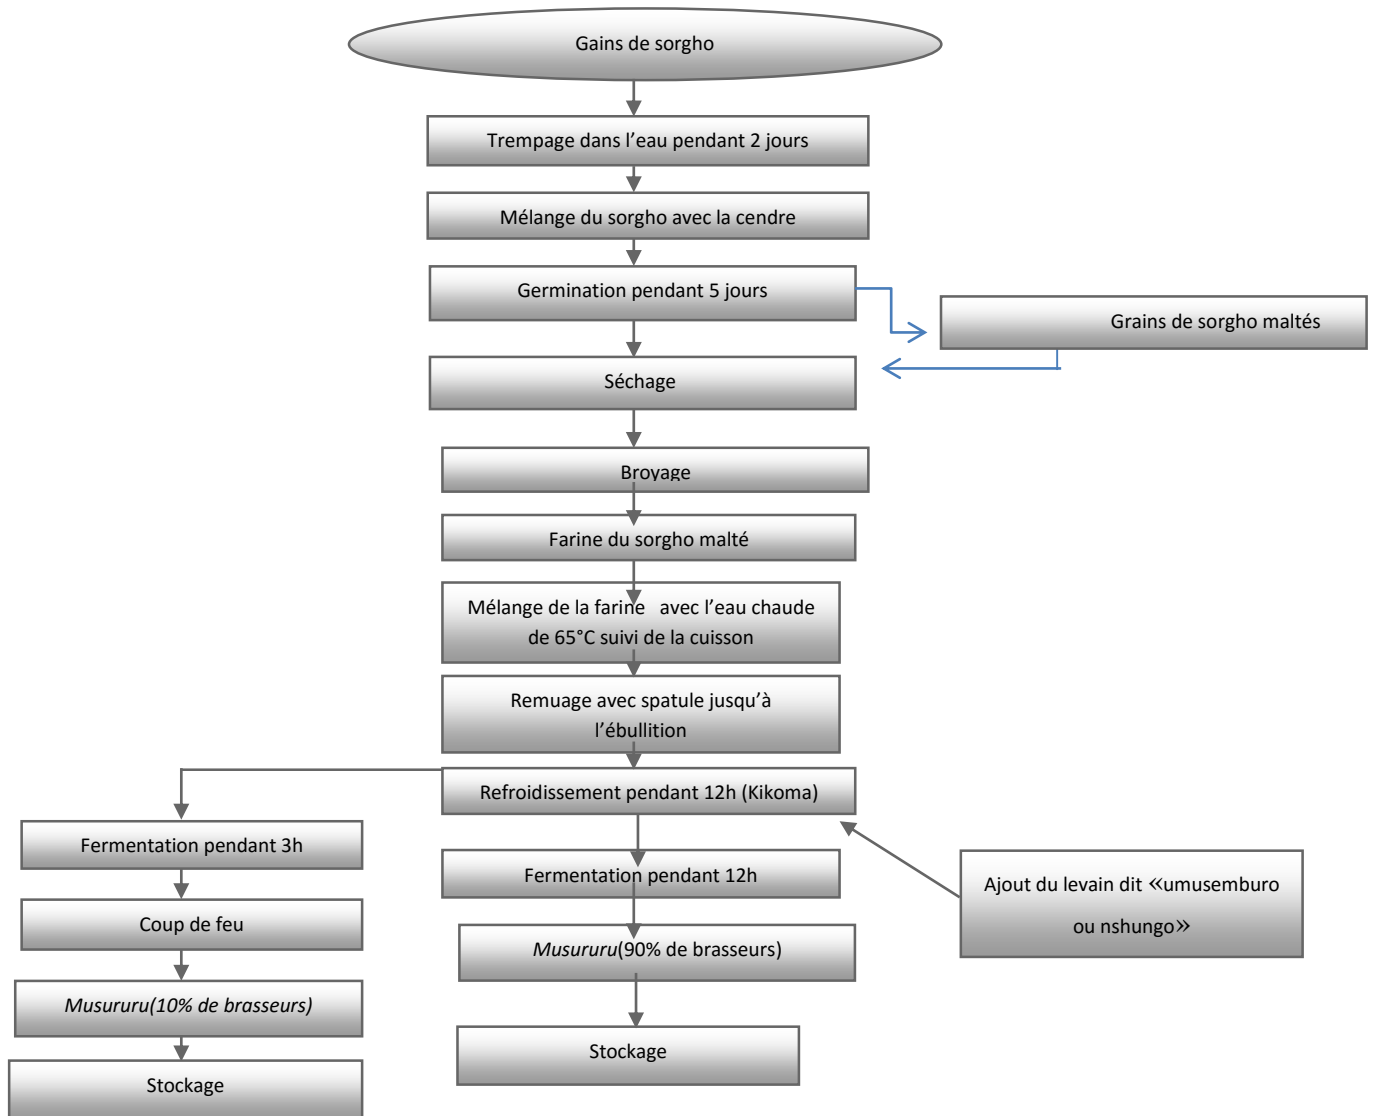 Gains de sorgho
Trempage dans l'eau pendant 2 jours
Mélange du sorgho avec la cendre
Germination pendant 5 jours
Grains de sorgho maltés
Séchage
Broyage
Farine du sorgho malté
Mélange de la farine avec l'eau chaude
de 65°C suivi de la cuisson
Remuage avec spatule jusqu'à
l'ébullition
Refroidissement pendant 12h (Kikoma)
Fermentation pendant 3h
Coup de feu
Musururu(10% de brasseurs)
Stockage
Fermentation pendant 12h
Musururu(90% de brasseurs)
Stockage
Ajout du levain dit «umusemburo
ou nshungo»